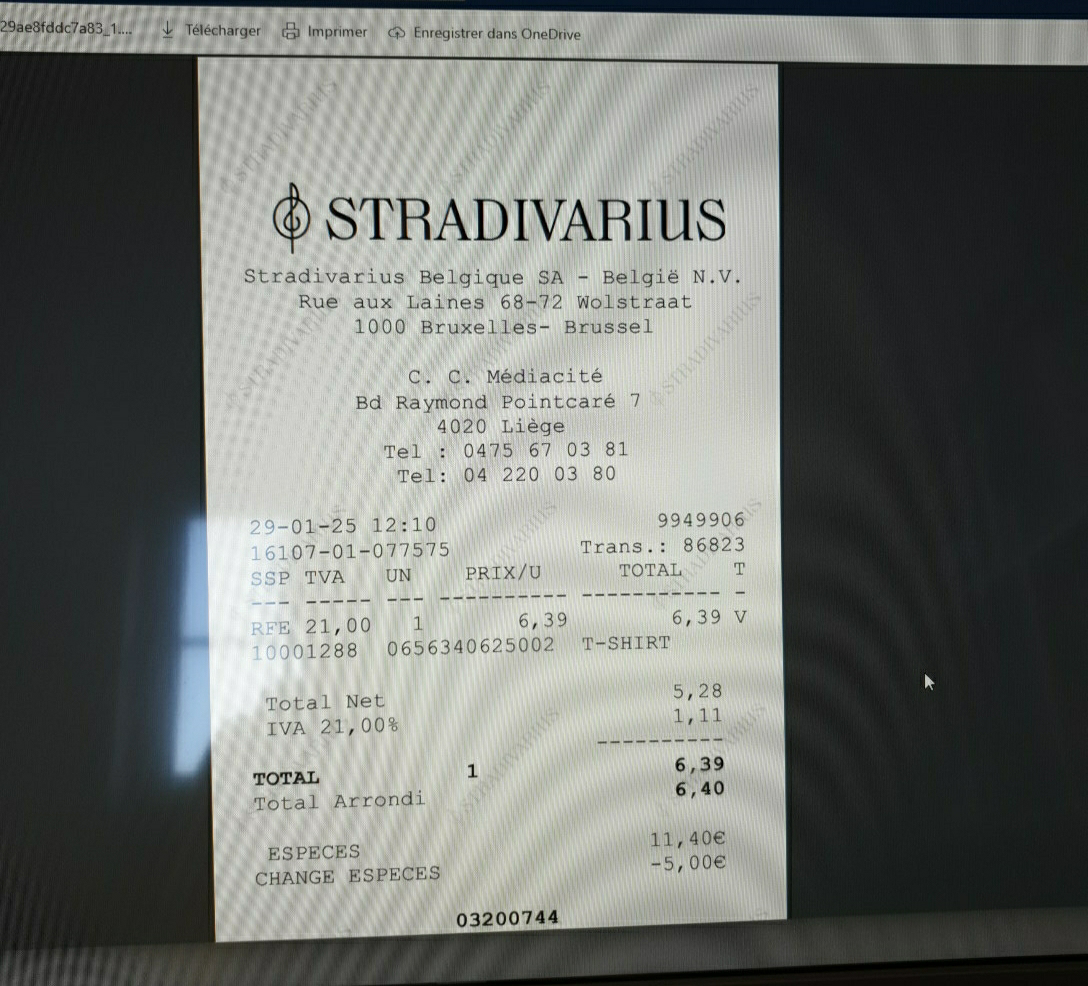 29ae8fddc7a83_1.... Télécharger Imprimer Enregistrer dans OneDrive
STRADIVARIUS
Stradivarius Belgique SA - België N.V.
Rue aux Laines 68-72 Wolstraat
1000 Bruxelles- Brussel
C. C. Médiacité
Bd Raymond Pointcaré 7
4020 Liège
Tel : 0475 67 03 81
Tel: 04 220 03 80
29-01-25 12:10 9949906
16107-01-077575 Trans.: 86823
SSP TVA UN PRIX/U TOTAL T
--- ----- --- ---------- ----------- -
RFE 21,00 1 6,39 6,39 V
10001288 0656340625002 T-SHIRT
Total Net 5,28
IVA 21,00% 1,11
----------
TOTAL 1 6,39
Total Arrondi 6,40
ESPECES 11,40€
CHANGE ESPECES -5,00€
03200744